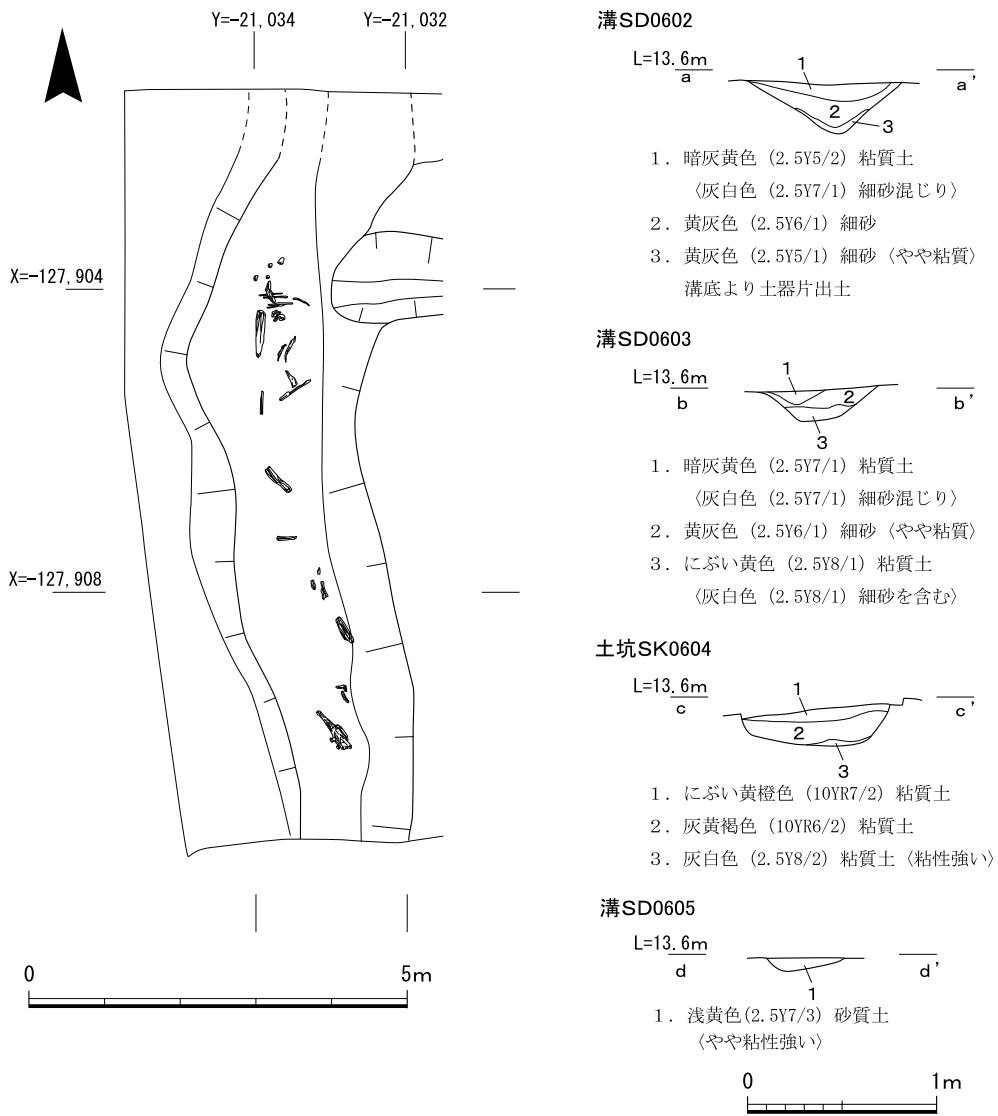 Y=-21,034
Y=-21,032
X=-127,904
X=-127,908
0
5m
溝SD0602
L=13.6m
a
a’
1
2
3
1．暗灰黄色（2.5Y5/2）粘質土
〈灰白色（2.5Y7/1）細砂混じり〉
2．黄灰色（2.5Y6/1）細砂
3．黄灰色（2.5Y5/1）細砂〈やや粘質〉
溝底より土器片出土
溝SD0603
L=13.6m
b
b’
1
2
3
1．暗灰黄色（2.5Y7/1）粘質土
〈灰白色（2.5Y7/1）細砂混じり〉
2．黄灰色（2.5Y6/1）細砂〈やや粘質〉
3．にぶい黄色（2.5Y8/1）粘質土
〈灰白色（2.5Y8/1）細砂を含む〉
土坑SK0604
L=13.6m
c
c’
1
2
3
1．にぶい黄橙色（10YR7/2）粘質土
2．灰黄褐色（10YR6/2）粘質土
3．灰白色（2.5Y8/2）粘質土〈粘性強い〉
溝SD0605
L=13.6m
d
d’
1
1．浅黄色(2.5Y7/3）砂質土
〈やや粘性強い〉
0
1m